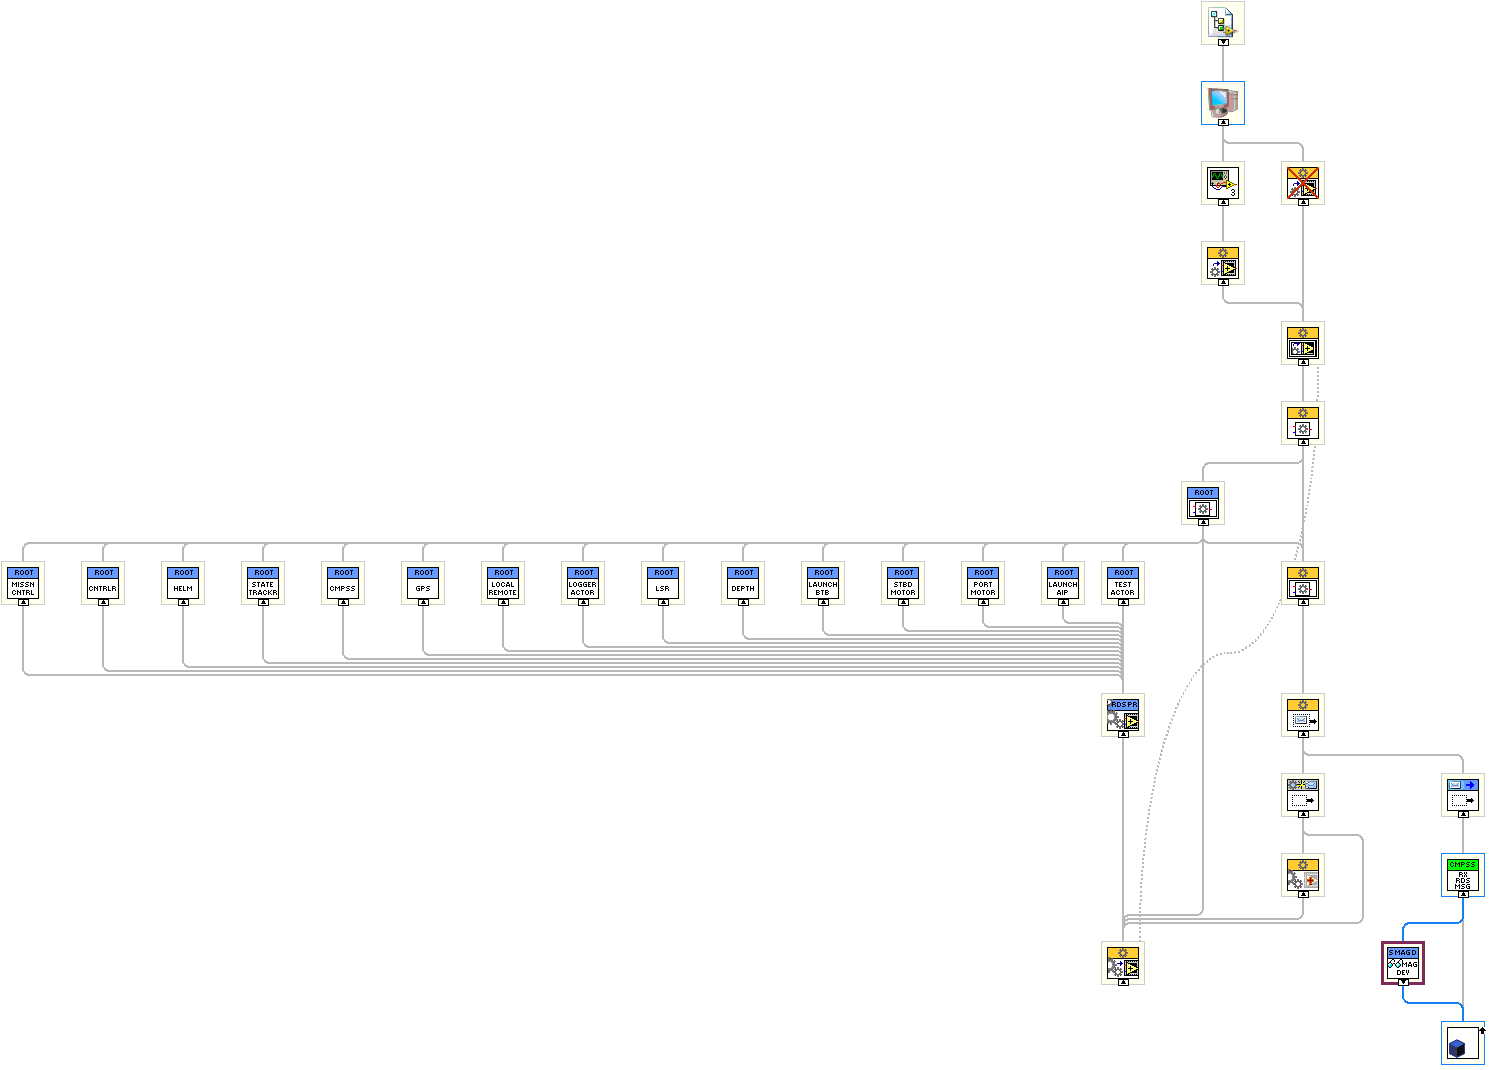 3
ROOT
ROOT
MISSN
CNTRL
ROOT
CNTRLR
ROOT
HELM
ROOT
STATE
TRACKR
ROOT
CMPSS
ROOT
GPS
ROOT
LOCAL
REMOTE
ROOT
LOGGER
ACTOR
ROOT
LSR
ROOT
DEPTH
ROOT
LAUNCH
BTB
ROOT
STBD
MOTOR
ROOT
PORT
MOTOR
ROOT
LAUNCH
AIP
ROOT
TEST
ACTOR
RDSPR
CMPSS
RX
RDS
MSG
SMAGD
MAG
DEV